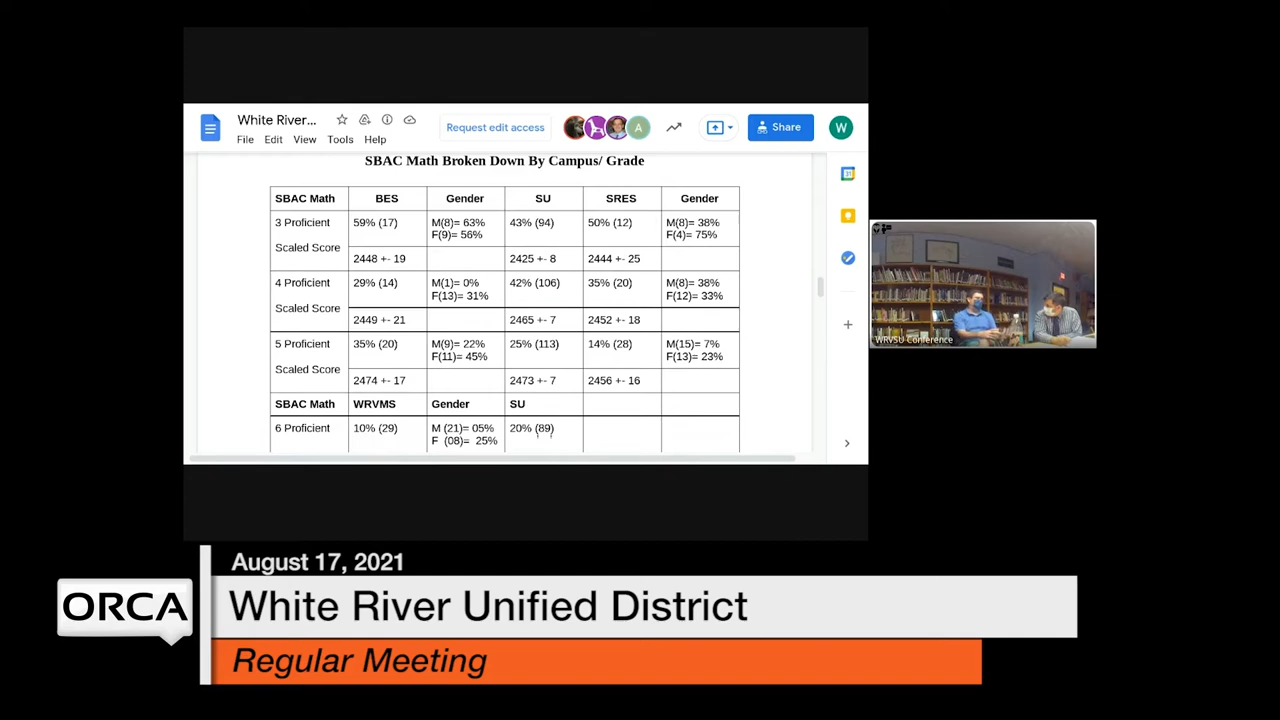 White River...
File Edit View Tools Help
Request edit access
A
Share
W
31
SBAC Math Broken Down By Campus/ Grade
SBAC Math BES Gender SU SRES Gender
3 Proficient 59% (17) M(8)= 63% 43% (94) 50% (12) M(8)= 38%
F(9)= 56% F(4)= 75%
Scaled Score
2448 +- 19 2425 +- 8 2444 +- 25
4 Proficient 29% (14) M(1)= 0% 42% (106) 35% (20) M(8)= 38%
F(13)= 31% F(12)= 33%
Scaled Score
2449 +- 21 2465 +- 7 2452 +- 18
5 Proficient 35% (20) M(9)= 22% 25% (113) 14% (28) M(15)= 7%
F(11)= 45% F(13)= 23%
Scaled Score
2474 +- 17 2473 +- 7 2456 +- 16
SBAC Math WRVMS Gender SU
6 Proficient 10% (29) M (21)= 05% 20% (89)
F (08)= 25%
WRVSU Conference
August 17, 2021
ORCA
White River Unified District
Regular Meeting